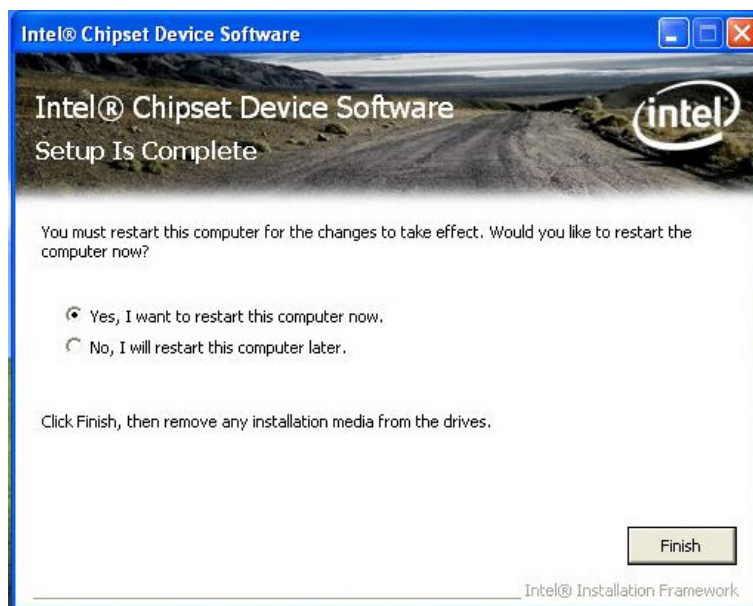 Intel® Chipset Device Software
Intel® Chipset Device Software
intel
Setup Is Complete
You must restart this computer for the changes to take effect. Would you like to restart the
computer now?
Yes, I want to restart this computer now.
No, I will restart this computer later.
Click Finish, then remove any installation media from the drives.
Finish
Intel® Installation Framework